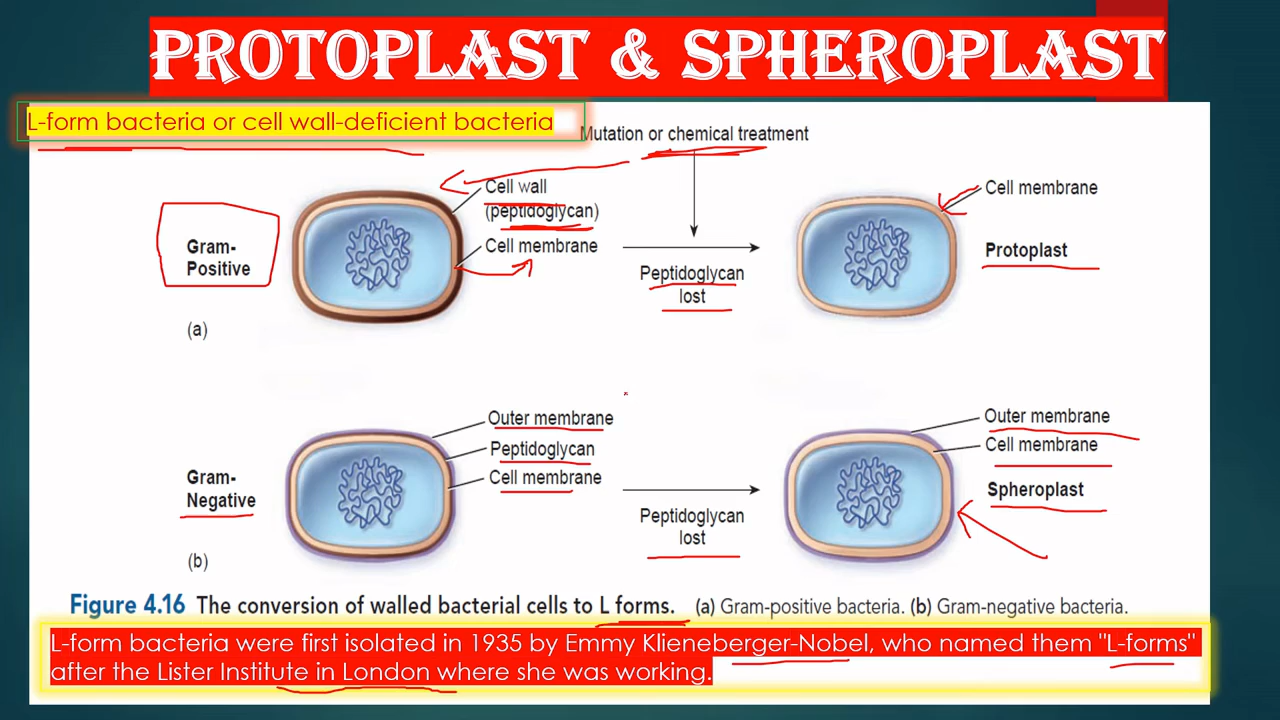 PROTOPLAST & SPHEROPLAST
L-form bacteria or cell wall-deficient bacteria
Mutation or chemical treatment
Cell wall
(peptidoglycan)
Cell membrane
Gram-
Positive
(a)
Peptidoglycan
lost
Cell membrane
Protoplast
Outer membrane
Peptidoglycan
Cell membrane
Gram-
Negative
(b)
Peptidoglycan
lost
Outer membrane
Cell membrane
Spheroplast
Figure 4.16 The conversion of walled bacterial cells to L forms. (a) Gram-positive bacteria. (b) Gram-negative bacteria.
L-form bacteria were first isolated in 1935 by Emmy Klieneberger-Nobel, who named them "L-forms"
after the Lister Institute in London where she was working.